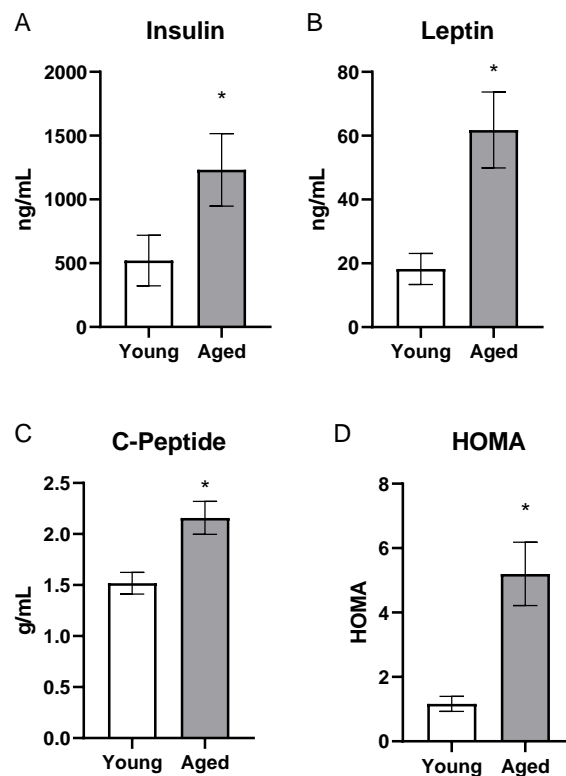 A
Insulin
2000
1500
1000
500
0
ng/mL
*
Young Aged
B
Leptin
80
60
40
20
0
ng/mL
*
Young Aged
C
C-Peptide
2.5
2.0
1.5
1.0
0.5
0.0
g/mL
*
Young Aged
D
HOMA
8
6
4
2
0
HOMA
*
Young Aged